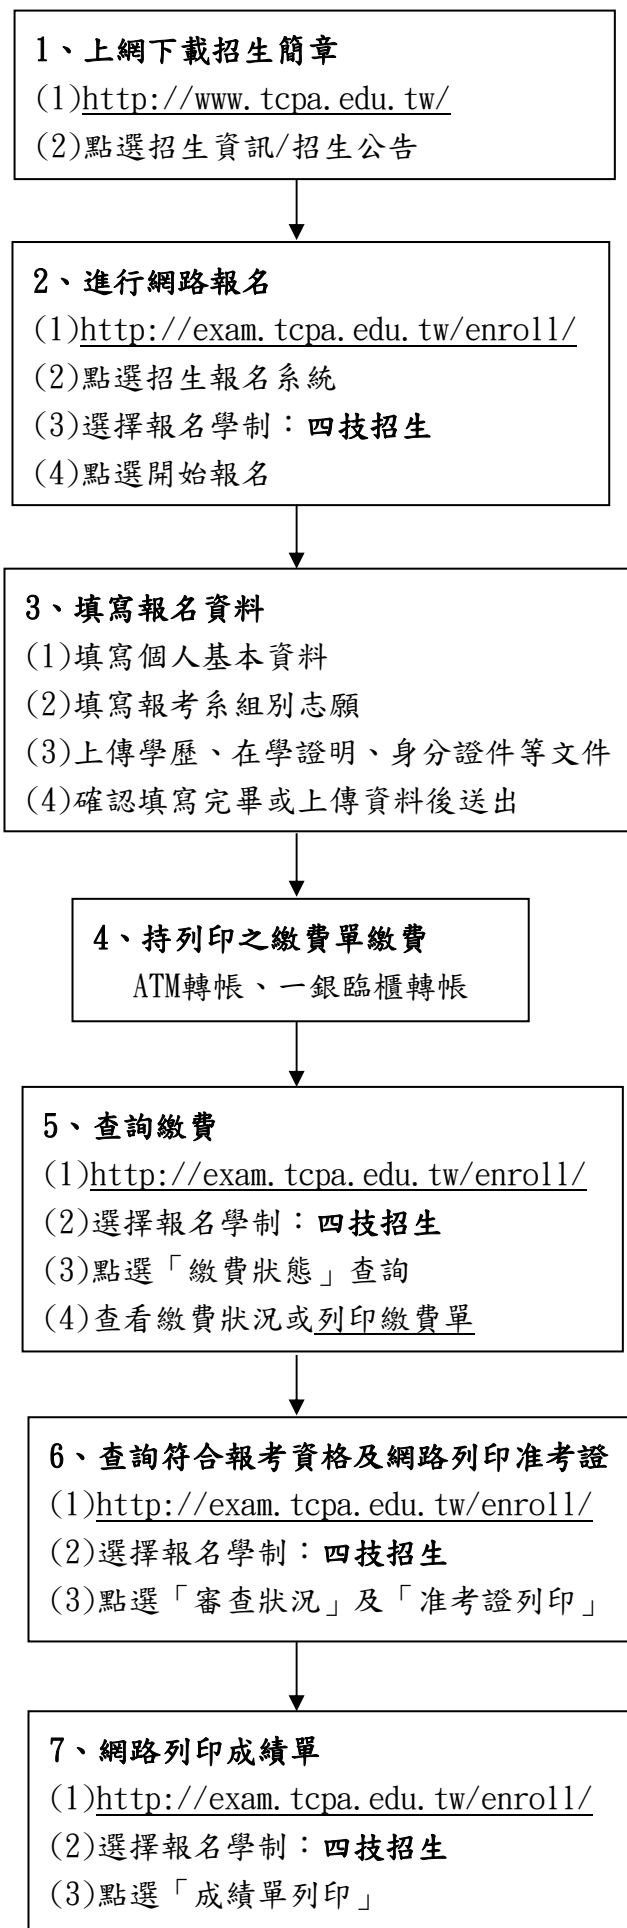 1、上網下載招生簡章
(1)http://www.tcpa.edu.tw/
(2)點選招生資訊/招生公告
2、進行網路報名
(1)http://exam.tcpa.edu.tw/enroll/
(2)點選招生報名系統
(3)選擇報名學制：四技招生
(4)點選開始報名
3、填寫報名資料
(1)填寫個人基本資料
(2)填寫報考系組別志願
(3)上傳學歷、在學證明、身分證件等文件
(4)確認填寫完畢或上傳資料後送出
4、持列印之繳費單繳費
ATM轉帳、一銀臨櫃轉帳
5、查詢繳費
(1)http://exam.tcpa.edu.tw/enroll/
(2)選擇報名學制：四技招生
(3)點選「繳費狀態」查詢
(4)查看繳費狀況或列印繳費單
6、查詢符合報考資格及網路列印准考證
(1)http://exam.tcpa.edu.tw/enroll/
(2)選擇報名學制：四技招生
(3)點選「審查狀況」及「准考證列印」
7、網路列印成績單
(1)http://exam.tcpa.edu.tw/enroll/
(2)選擇報名學制：四技招生
(3)點選「成績單列印」